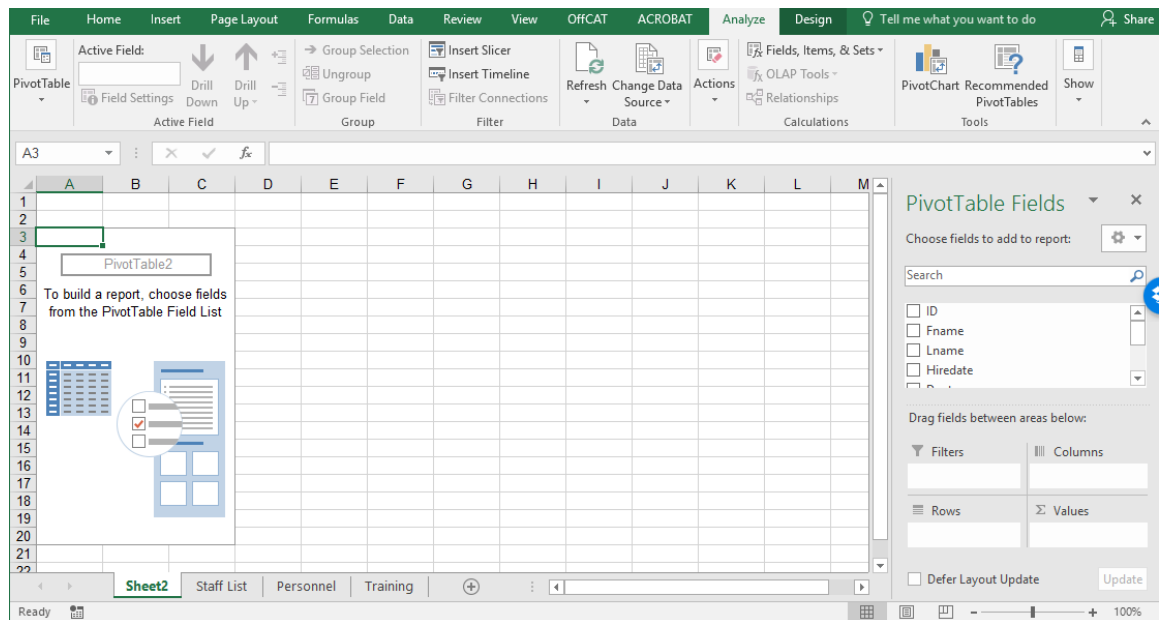 File Home Insert Page Layout Formulas Data Review View OffCAT ACROBAT Analyze Design Tell me what you want to do Share
PivotTable
Active Field:
Field Settings
Drill Down
Drill Up
Active Field
Group Selection
Ungroup
Group Field
Group
Insert Slicer
Insert Timeline
Filter Connections
Filter
Refresh
Change Data Source
Data
Actions
Fields, Items, & Sets
OLAP Tools
Relationships
Calculations
PivotChart
Recommended PivotTables
Tools
Show
A3 fx
A B C D E F G H I J K L M
1
2
3
4
5
6
7
8
9
10
11
12
13
14
15
16
17
18
19
20
21
22
PivotTable2
To build a report, choose fields
from the PivotTable Field List
PivotTable Fields
Choose fields to add to report:
Search
ID
Fname
Lname
Hiredate
Drag fields between areas below:
Filters Columns
Rows Σ Values
Defer Layout Update Update
Sheet2 Staff List Personnel Training
Ready 100%